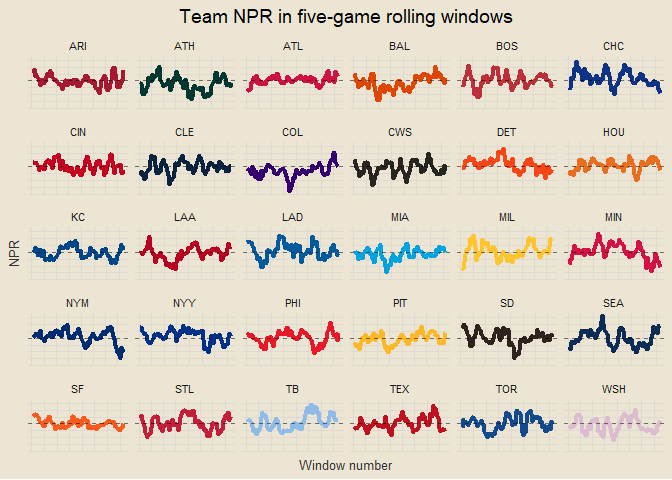 Team NPR in five-game rolling windows
ARI ATH ATL BAL BOS CHC
CIN CLE COL CWS DET HOU
KC LAA LAD MIA MIL MIN
NPR
NYM NYY PHI PIT SD SEA
SF STL TB TEX TOR WSH
Window number